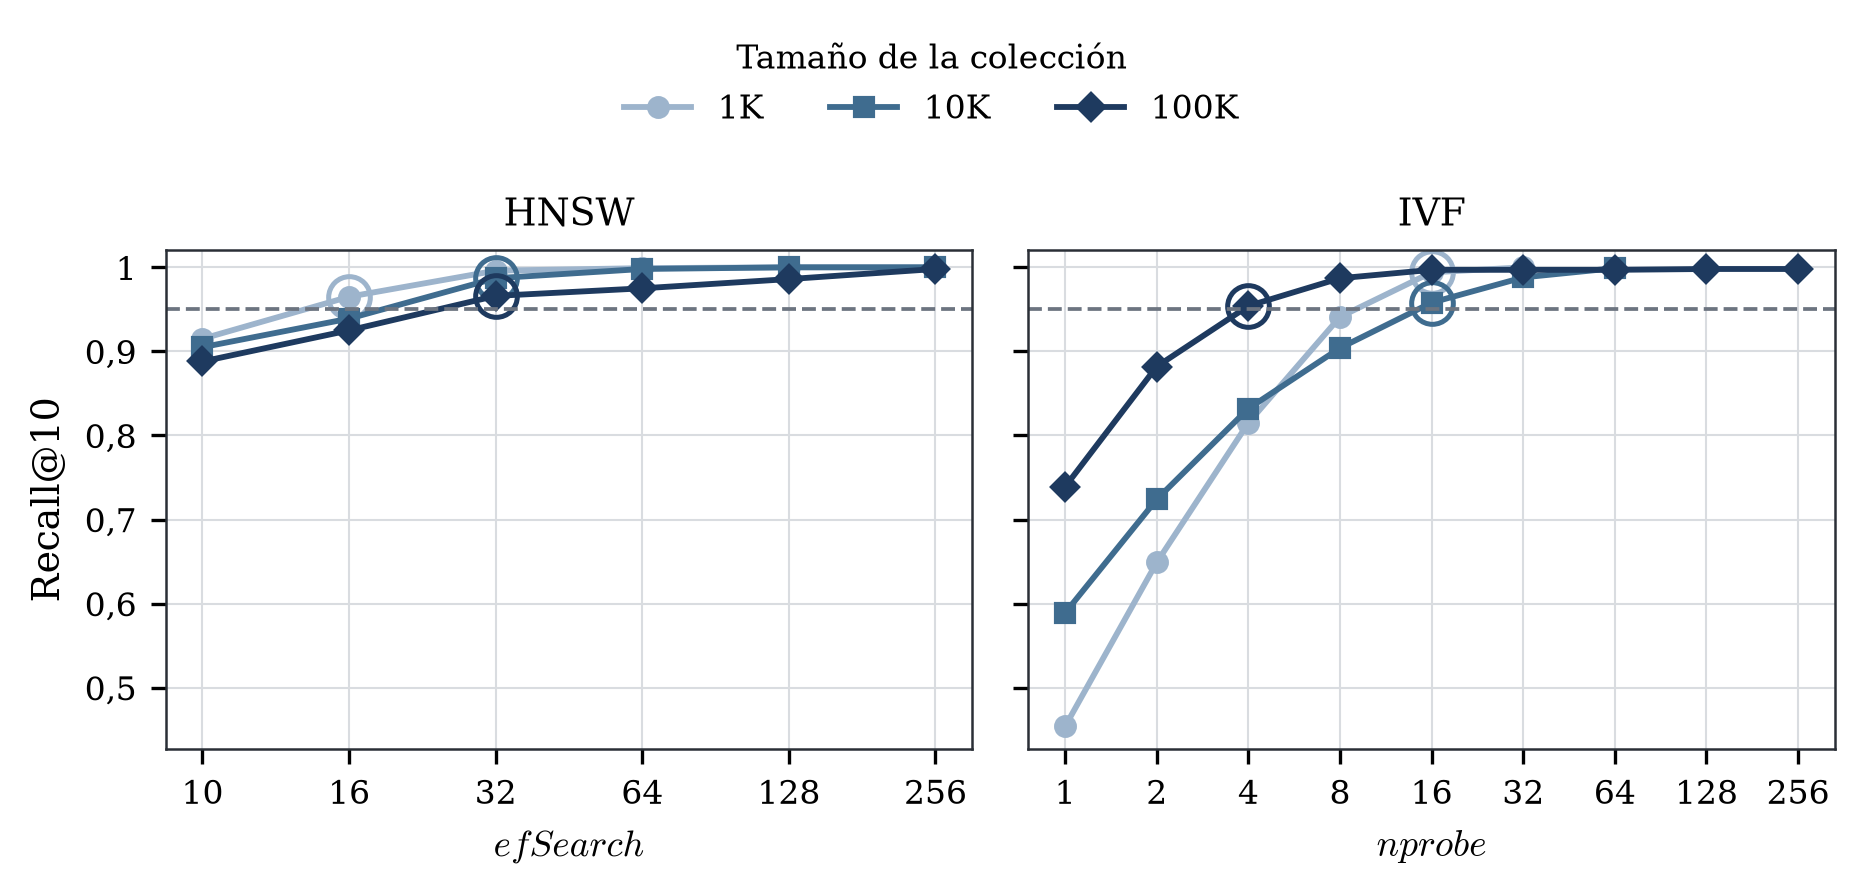 Tamaño de la colección
1K 10K 100K
HNSW
IVF
Recall@10
1
0,9
0,8
0,7
0,6
0,5
10 16 32 64 128 256
1 2 4 8 16 32 64 128 256
efSearch
nprobe